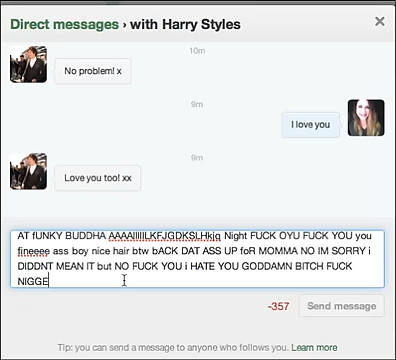 Direct messages › with Harry Styles
10m
No problem! x
9m
I love you
9m
Love you too! xx
AT fUNKY BUDDHA AAAAIIIIILKFJGDKSLHkjq Night FUCK OYU FUCK YOU you
fineeee ass boy nice hair btw bACK DAT ASS UP foR MOMMA NO IM SORRY i
DIDDNT MEAN IT but NO FUCK YOU i HATE YOU GODDAMN BITCH FUCK
NIGGE
-357 Send message
Tip: you can send a message to anyone who follows you. Learn more